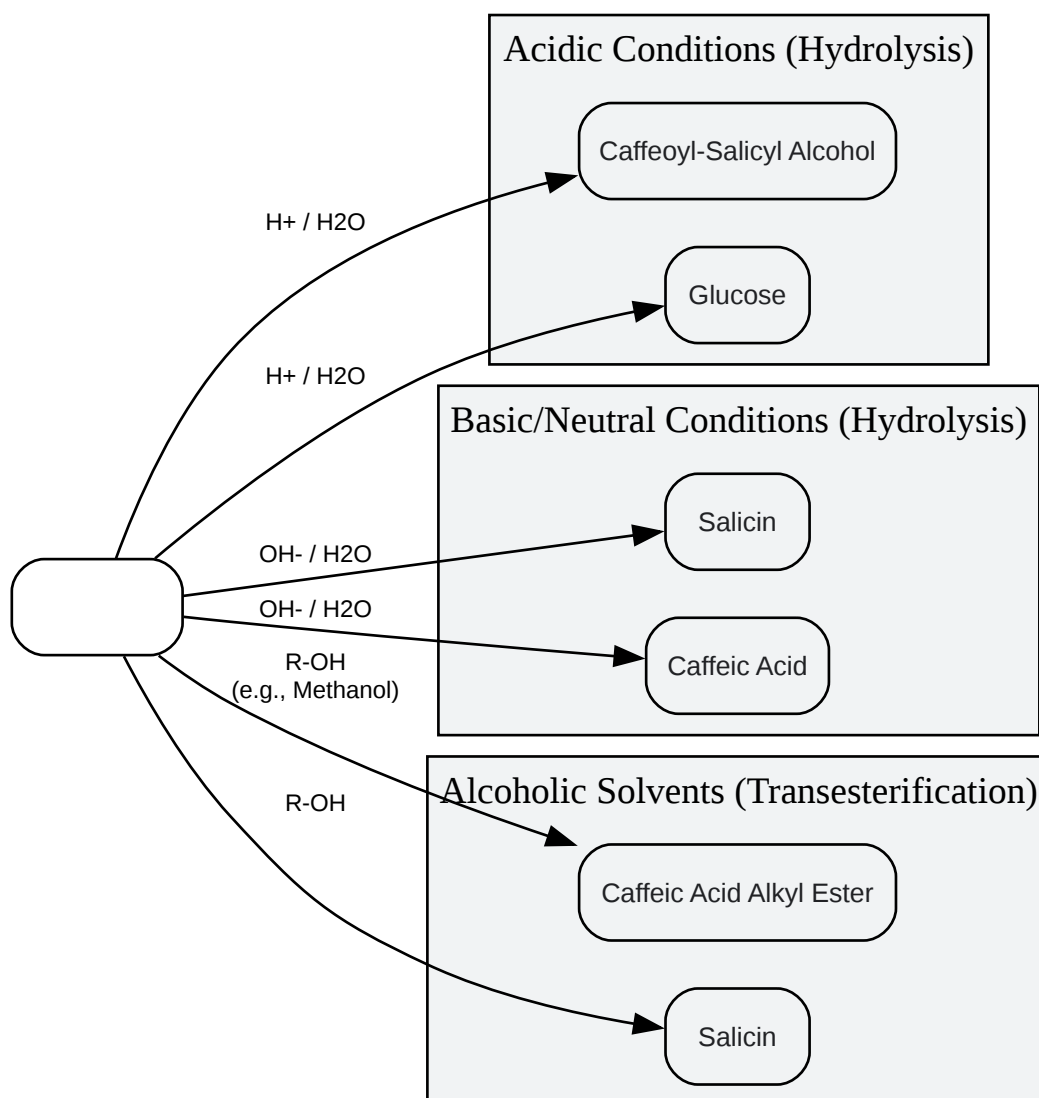 Acidic Conditions (Hydrolysis)
Caffeoyl-Salicyl Alcohol
H+ / H2O
Glucose
H+ / H2O
Basic/Neutral Conditions (Hydrolysis)
Salicin
OH- / H2O
OH- / H2O
Caffeic Acid
R-OH
(e.g., Methanol)
Alcoholic Solvents (Transesterification)
R-OH
Caffeic Acid Alkyl Ester
Salicin